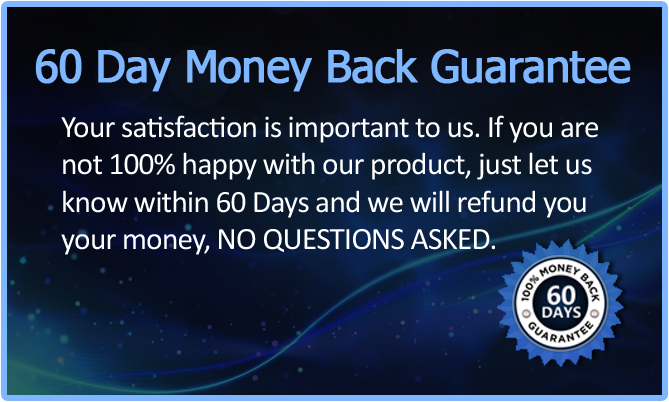 60 Day Money Back Guarantee
Your satisfaction is important to us. If you are
not 100% happy with our product, just let us
know within 60 Days and we will refund you
your money, NO QUESTIONS ASKED.
100% MONEY BACK
60
DAYS
GUARANTEE